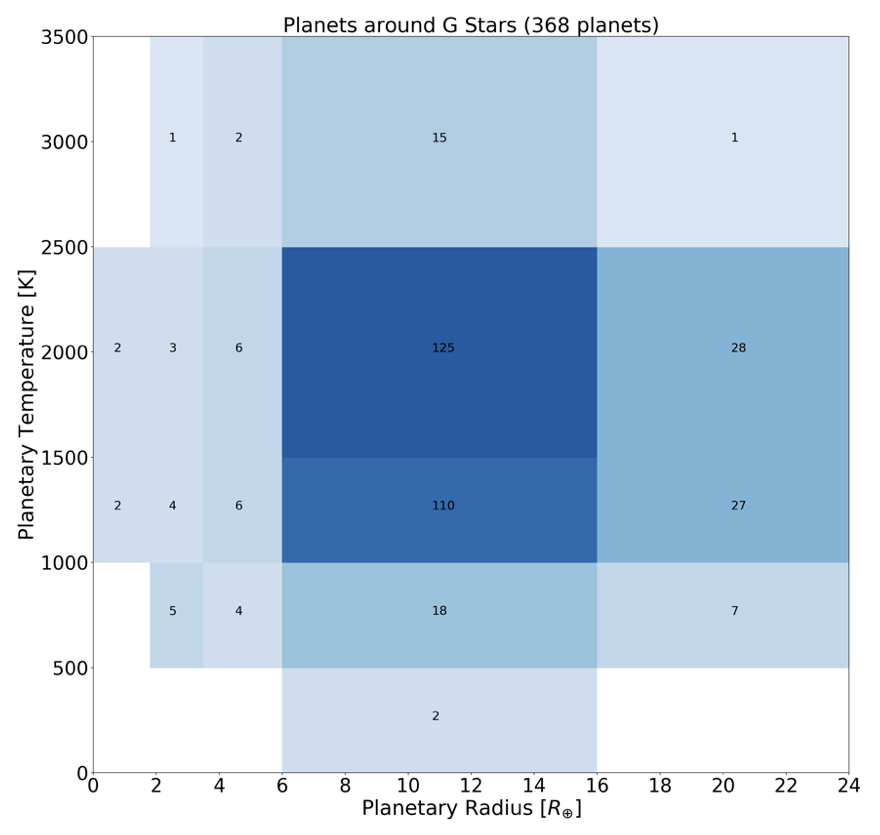 Planets around G Stars (368 planets)
3500
3000
2500
2000
1500
1000
500
0
Planetary Temperature [K]
1 2 15 1
2 3 6 125 28
2 4 6 110 27
5 4 18 7
2
0 2 4 6 8 10 12 14 16 18 20 22 24
Planetary Radius [R⊕]